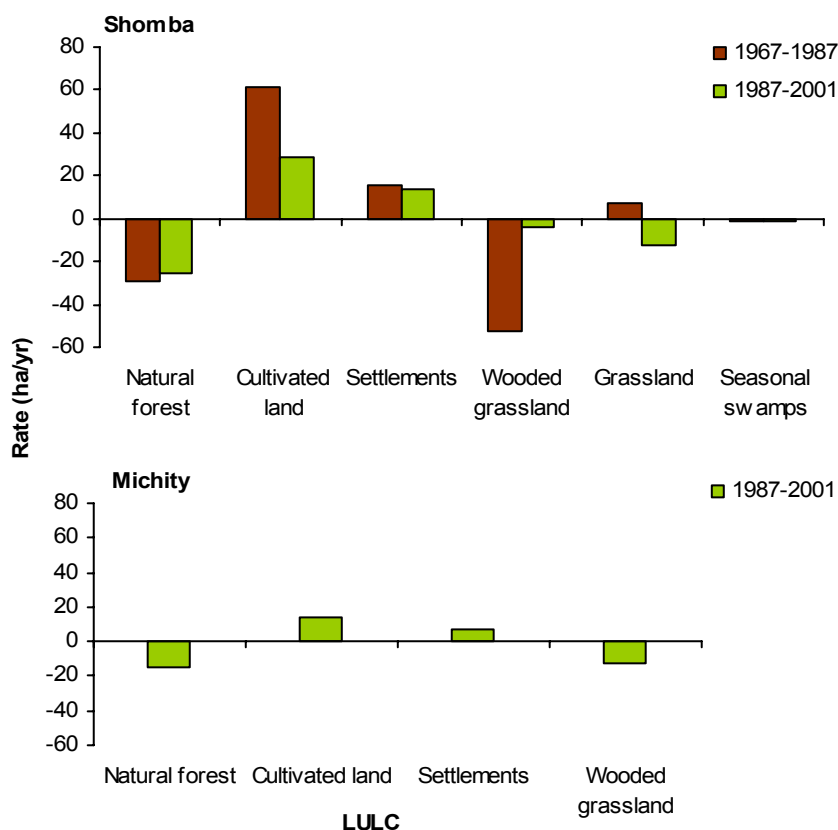 Shomba
1967-1987
1987-2001
80
60
40
20
0
-20
-40
-60
Natural forest
Cultivated land
Settlements
Wooded grassland
Grassland
Seasonal swamps
Rate (ha/yr)
Michity
1987-2001
80
60
40
20
0
-20
-40
-60
Natural forest
Cultivated land
Settlements
Wooded grassland
LULC